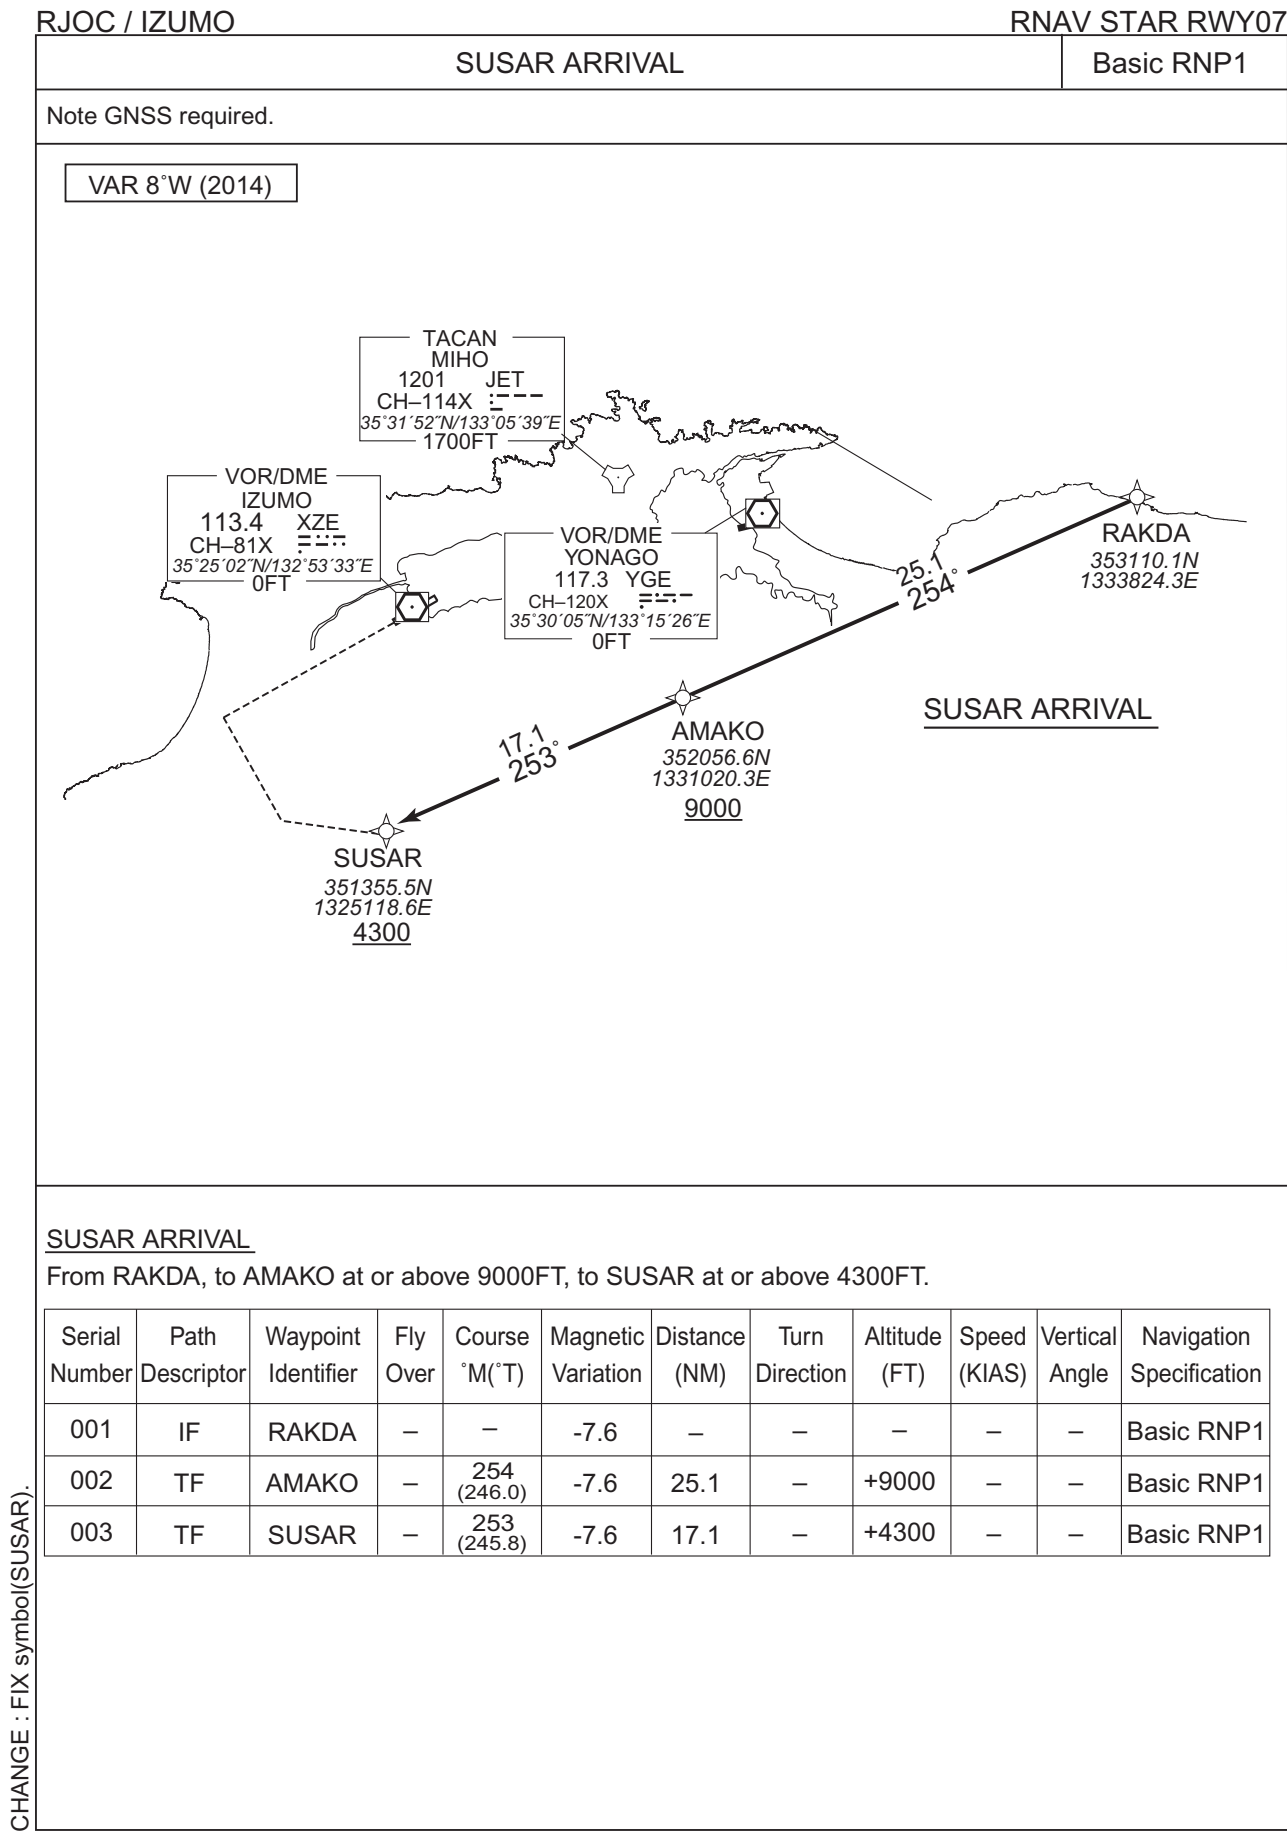 RJOC / IZUMO
RNAV STAR RWY07
SUSAR ARRIVAL
Basic RNP1
Note GNSS required.
VAR 8˚W (2014)
TACAN
MIHO
1201 JET
CH–114X
35˚31´52˝N/133˚05´39˝E
1700FT
VOR/DME
IZUMO
113.4 XZE
CH–81X
35˚25´02˝N/132˚53´33˝E
0FT
VOR/DME
YONAGO
117.3 YGE
CH–120X
35˚30´05˝N/133˚15´26˝E
0FT
RAKDA
353110.1N
1333824.3E
25.1
254˚
SUSAR ARRIVAL
AMAKO
352056.6N
1331020.3E
9000
17.1
253˚
SUSAR
351355.5N
1325118.6E
4300
SUSAR ARRIVAL
From RAKDA, to AMAKO at or above 9000FT, to SUSAR at or above 4300FT.
Serial Path Waypoint Fly Course Magnetic Distance Turn Altitude Speed Vertical Navigation
Number Descriptor Identifier Over ˚M(˚T) Variation (NM) Direction (FT) (KIAS) Angle Specification
001 IF RAKDA – – -7.6 – – – – – Basic RNP1
002 TF AMAKO – 254 (246.0) -7.6 25.1 – +9000 – – Basic RNP1
003 TF SUSAR – 253 (245.8) -7.6 17.1 – +4300 – – Basic RNP1
CHANGE : FIX symbol(SUSAR).